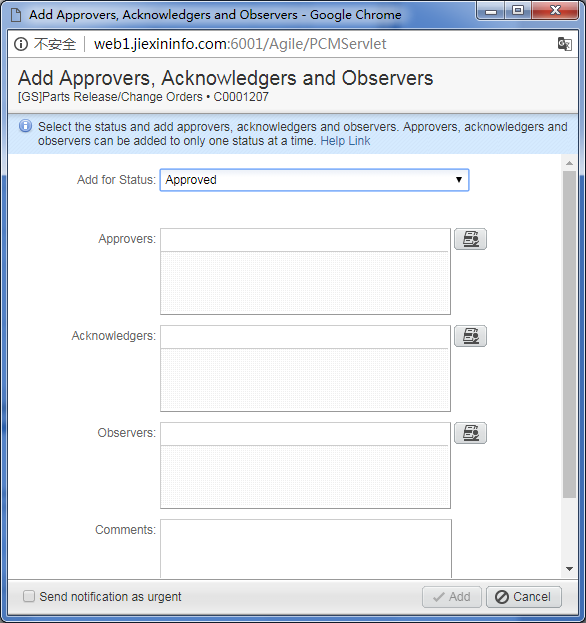 Add Approvers, Acknowledgers and Observers - Google Chrome
不安全 web1.jiexininfo.com:6001/Agile/PCMServlet
Add Approvers, Acknowledgers and Observers
[GS]Parts Release/Change Orders • C0001207
Select the status and add approvers, acknowledgers and observers. Approvers, acknowledgers and
observers can be added to only one status at a time. Help Link
Add for Status: Approved
Approvers:
Acknowledgers:
Observers:
Comments:
Send notification as urgent Add Cancel